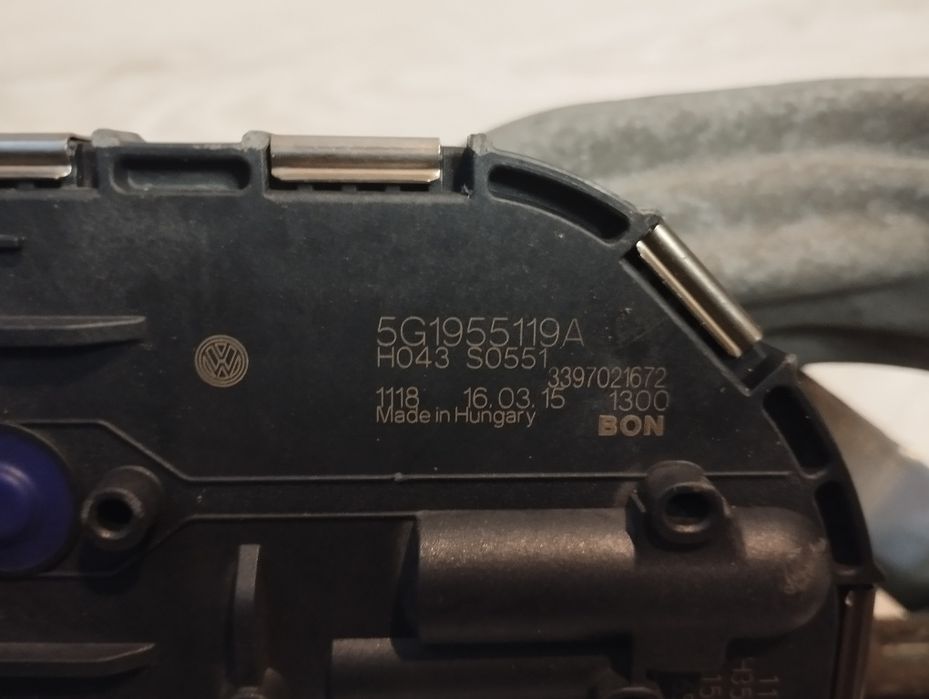 5G1955119A
H043 S0551
3397021672
1118 16.03.15 1300
Made in Hungary
BON